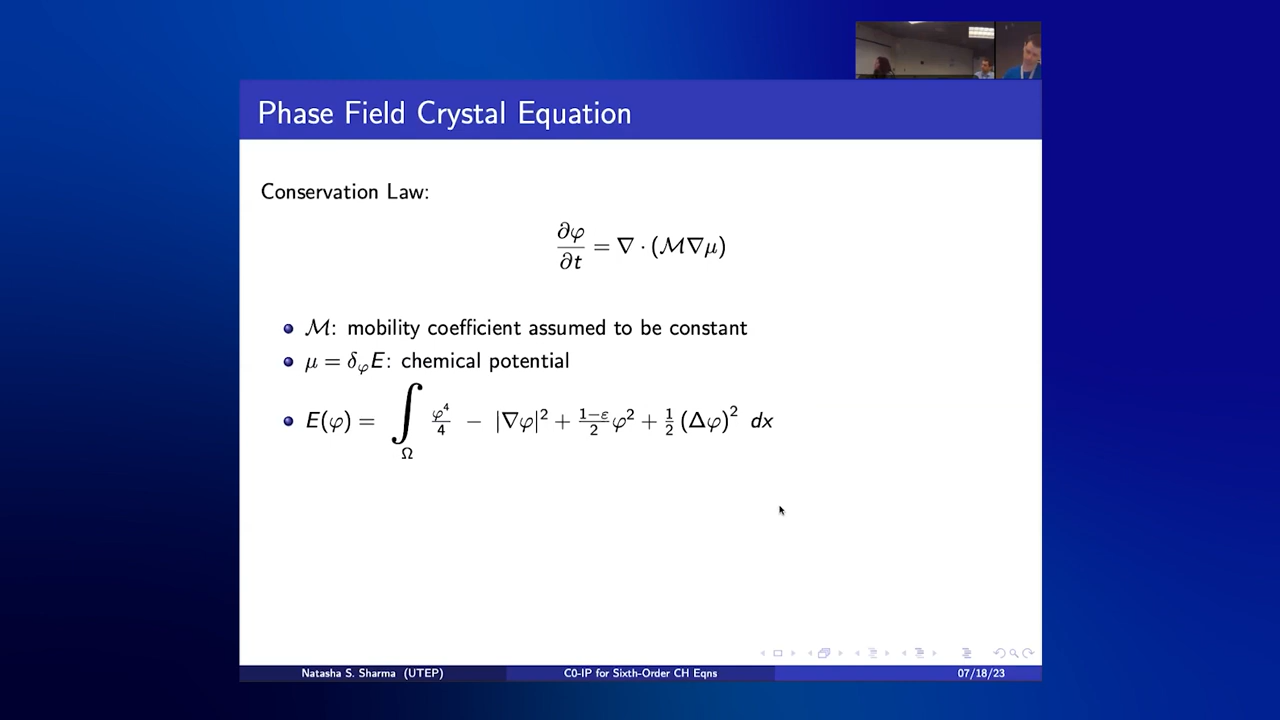 Phase Field Crystal Equation
Conservation Law:
∂φ/∂t = ∇ · (ℳ∇μ)
ℳ: mobility coefficient assumed to be constant
μ = δ_φE: chemical potential
E(φ) = ∫_Ω φ⁴/4 − |∇φ|² + (1−ε)/2 φ² + 1/2 (Δφ)² dx
Natasha S. Sharma (UTEP) C0-IP for Sixth-Order CH Eqns 07/18/23